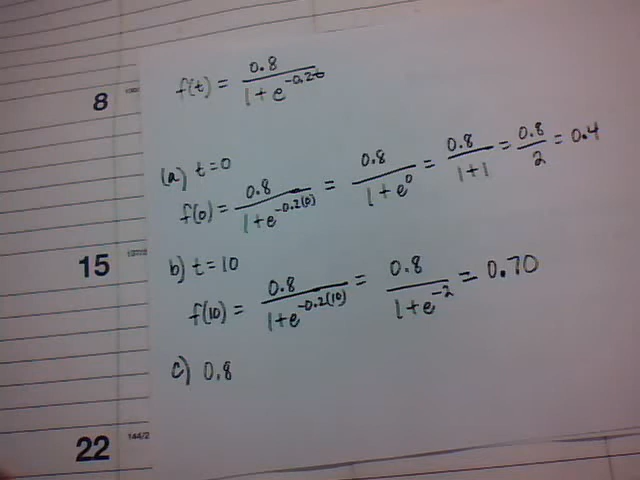 f(t) = 0.8 / (1 + e^(-0.2t))
8
(a) t=0
f(0) = 0.8 / (1+e^(-0.2(0))) = 0.8 / (1+e^0) = 0.8 / (1+1) = 0.8 / 2 = 0.4
15
b) t=10
f(10) = 0.8 / (1+e^(-0.2(10))) = 0.8 / (1+e^(-2)) = 0.70
c) 0.8
22
144/2